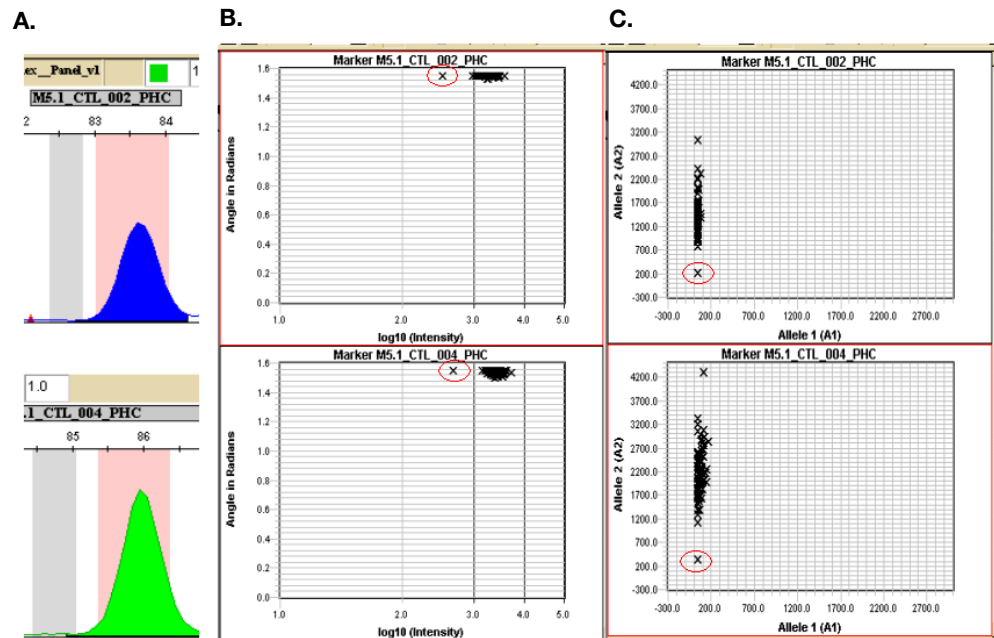 A.
B.
C.
ex__Panel_v1
M5.1_CTL_002_PHC
83 84
1.0
.1_CTL_004_PHC
85 86
Marker M5.1_CTL_002_PHC
Angle in Radians
1.6
1.4
1.2
1.0
0.8
0.6
0.4
0.2
0.0
1.0 2.0 3.0 4.0 5.0
log10 (Intensity)
Marker M5.1_CTL_004_PHC
Angle in Radians
1.6
1.4
1.2
1.0
0.8
0.6
0.4
0.2
0.0
1.0 2.0 3.0 4.0 5.0
log10 (Intensity)
Marker M5.1_CTL_002_PHC
Allele 2 (A2)
4200.0
3700.0
3200.0
2700.0
2200.0
1700.0
1200.0
700.0
200.0
-300.0
-300.0 200.0 700.0 1200.0 1700.0 2200.0 2700.0
Allele 1 (A1)
Marker M5.1_CTL_004_PHC
Allele 2 (A2)
4200.0
3700.0
3200.0
2700.0
2200.0
1700.0
1200.0
700.0
200.0
-300.0
-300.0 200.0 700.0 1200.0 1700.0 2200.0 2700.0
Allele 1 (A1)